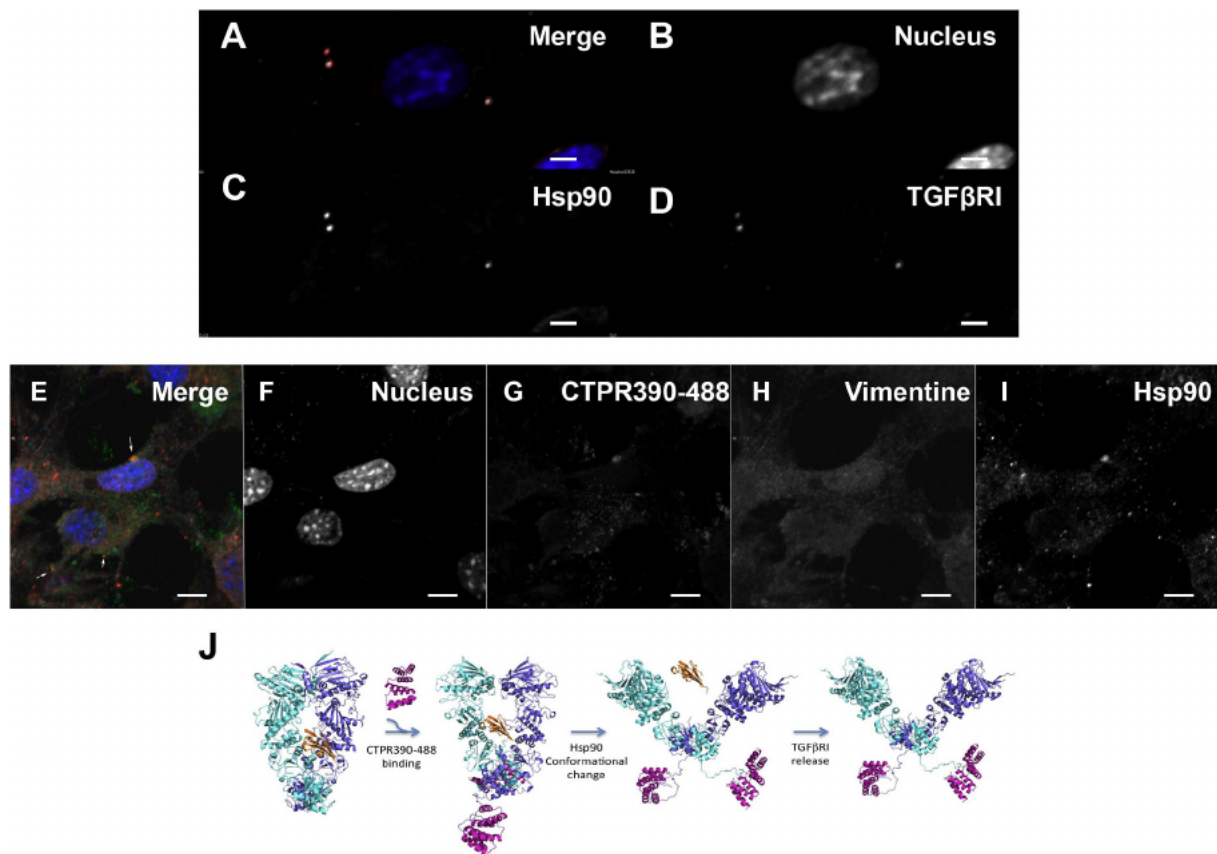 A Merge
B Nucleus
C Hsp90
D TGFβRI
E Merge
F Nucleus
G CTPR390-488
H Vimentine
I Hsp90
J
CTPR390-488
binding
Hsp90
Conformational
change
TGFβRI
release